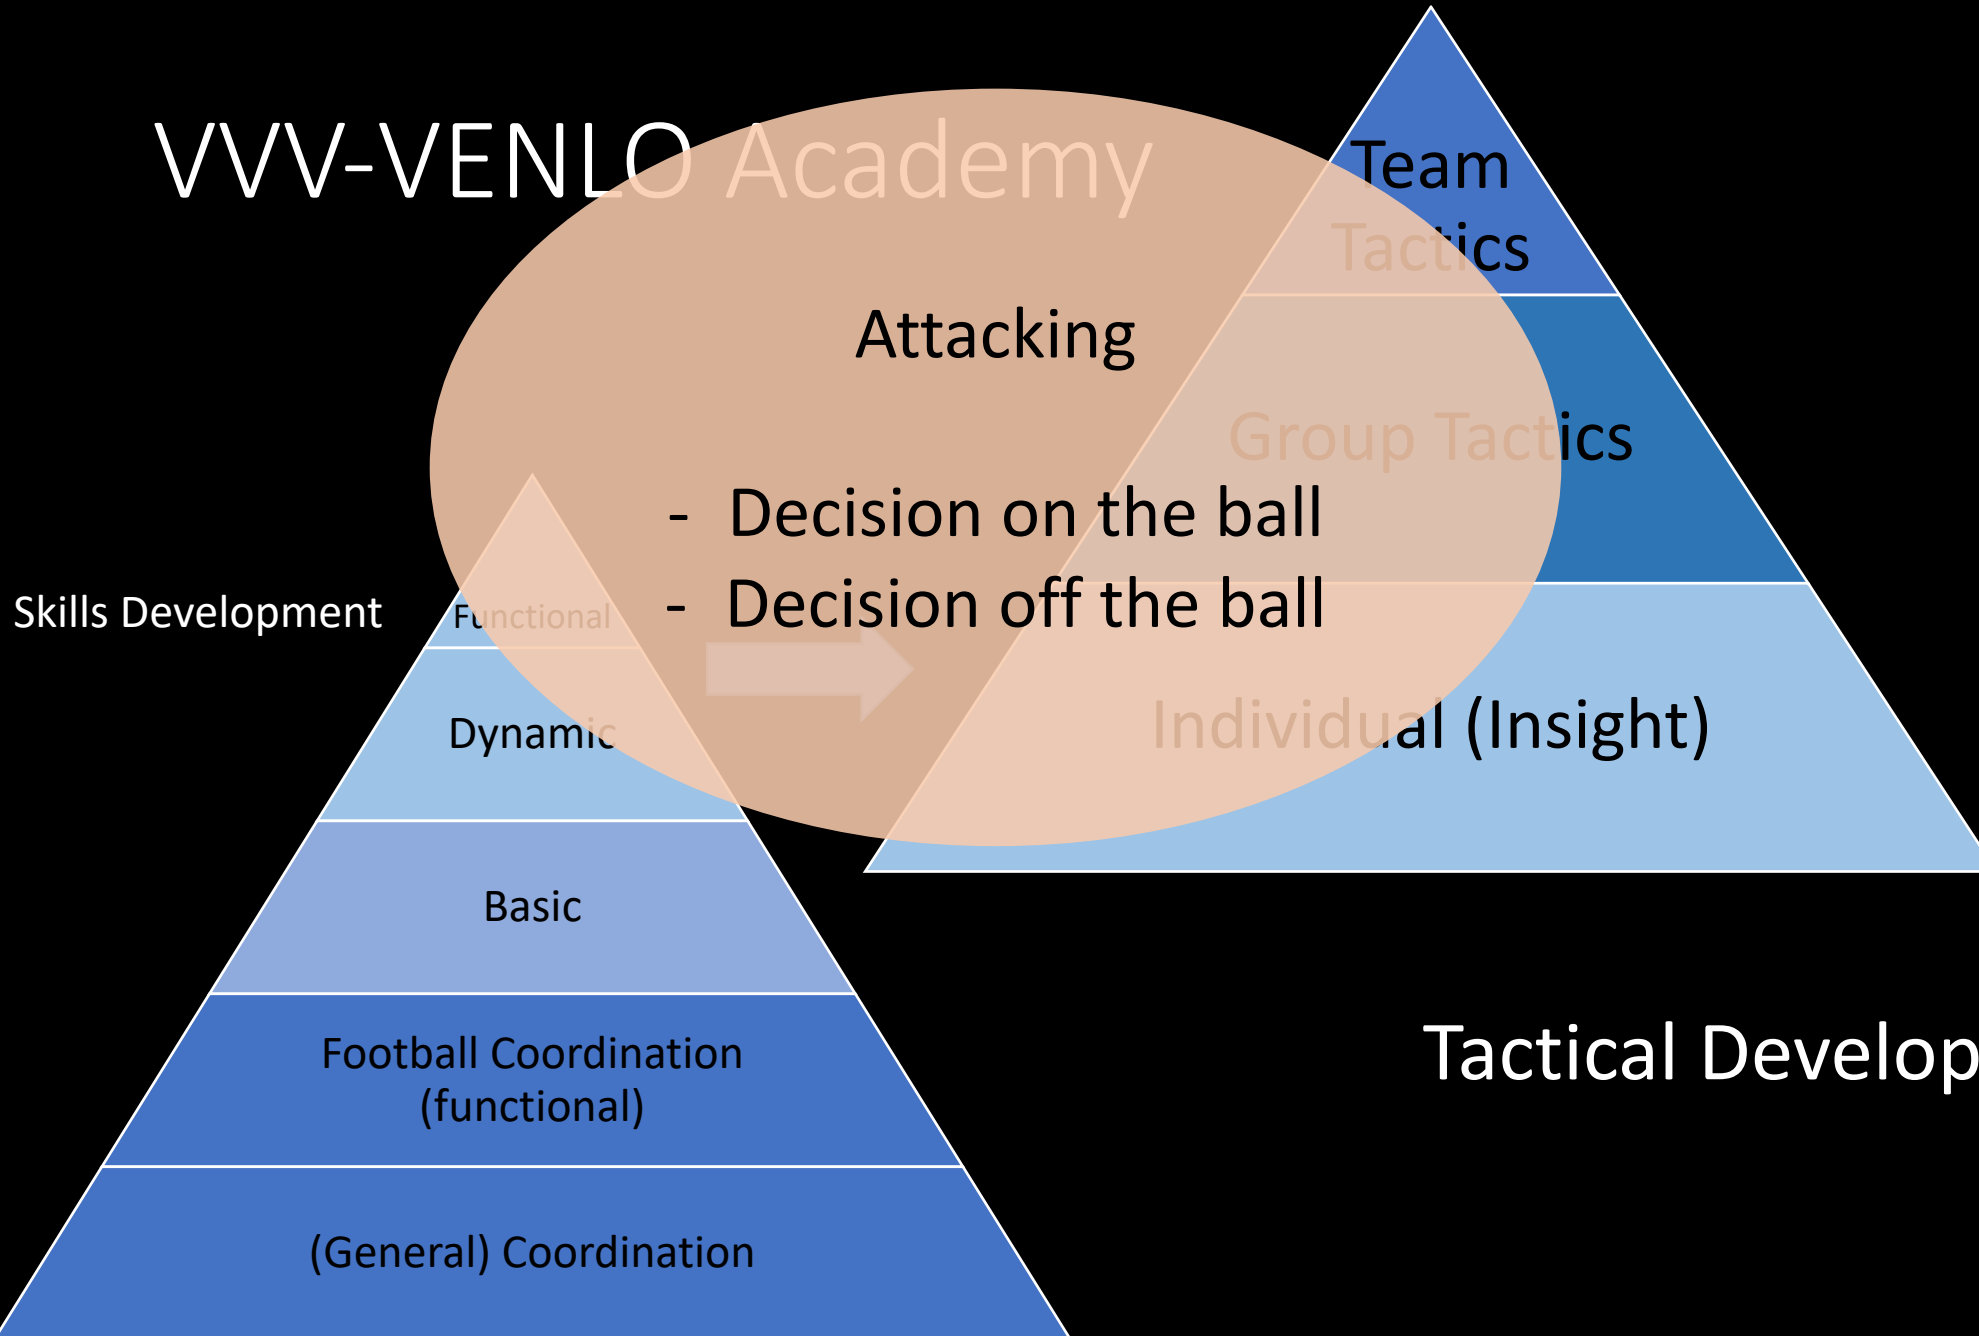 VVV-VENLO Academy
Team
Tactics
Attacking
Group Tactics
- Decision on the ball
- Decision off the ball
Skills Development
Functional
Dynamic
Individual (Insight)
Basic
Football Coordination
(functional)
Tactical Develop
(General) Coordination